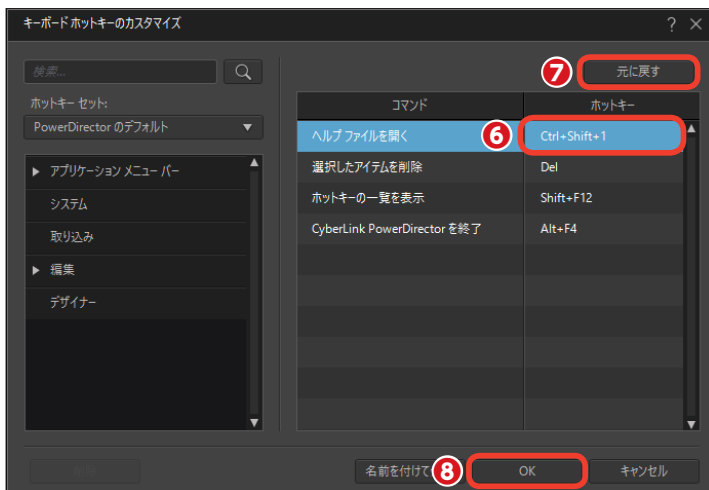 キーボード ホットキーのカスタマイズ
? ×
検索...
❼ 元に戻す
ホットキー セット:
PowerDirector のデフォルト
コマンド ホットキー
ヘルプ ファイルを開く ❻ Ctrl+Shift+1
選択したアイテムを削除 Del
ホットキーの一覧を表示 Shift+F12
CyberLink PowerDirector を終了 Alt+F4
アプリケーション メニュー バー
システム
取り込み
編集
デザイナー
名前を付けて ❽ OK キャンセル